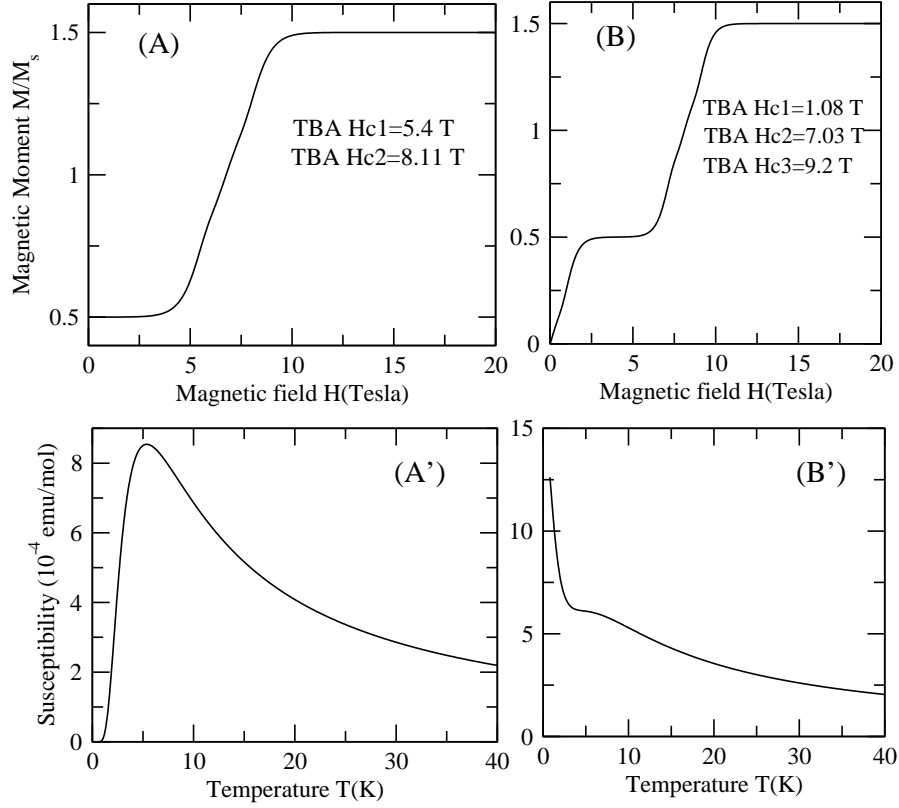 (A)
TBA Hc1=5.4 T
TBA Hc2=8.11 T
1.5
1
0.5
Magnetic Moment M/M_s
0 5 10 15 20
Magnetic field H(Tesla)
(B)
TBA Hc1=1.08 T
TBA Hc2=7.03 T
TBA Hc3=9.2 T
1.5
1
0.5
0
0 5 10 15 20
Magnetic field H(Tesla)
(A')
8
6
4
2
0
Susceptibility (10^-4 emu/mol)
0 10 20 30 40
Temperature T(K)
(B')
15
10
5
0
0 10 20 30 40
Temperature T(K)